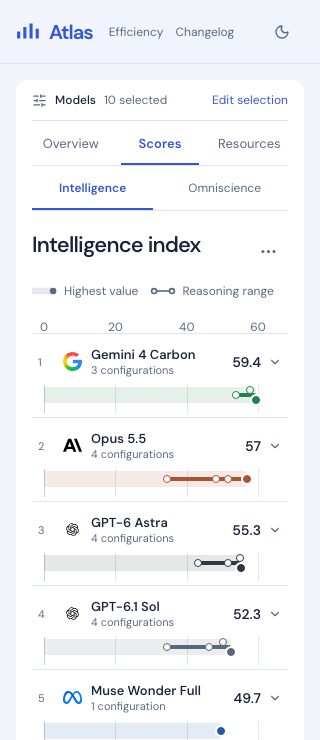 Atlas Efficiency Changelog
Models 10 selected Edit selection
Overview Scores Resources
Intelligence Omniscience
Intelligence index ...
Highest value Reasoning range
0 20 40 60
1 Gemini 4 Carbon 59.4
3 configurations
2 Opus 5.5 57
4 configurations
3 GPT-6 Astra 55.3
4 configurations
4 GPT-6.1 Sol 52.3
4 configurations
5 Muse Wonder Full 49.7
1 configuration